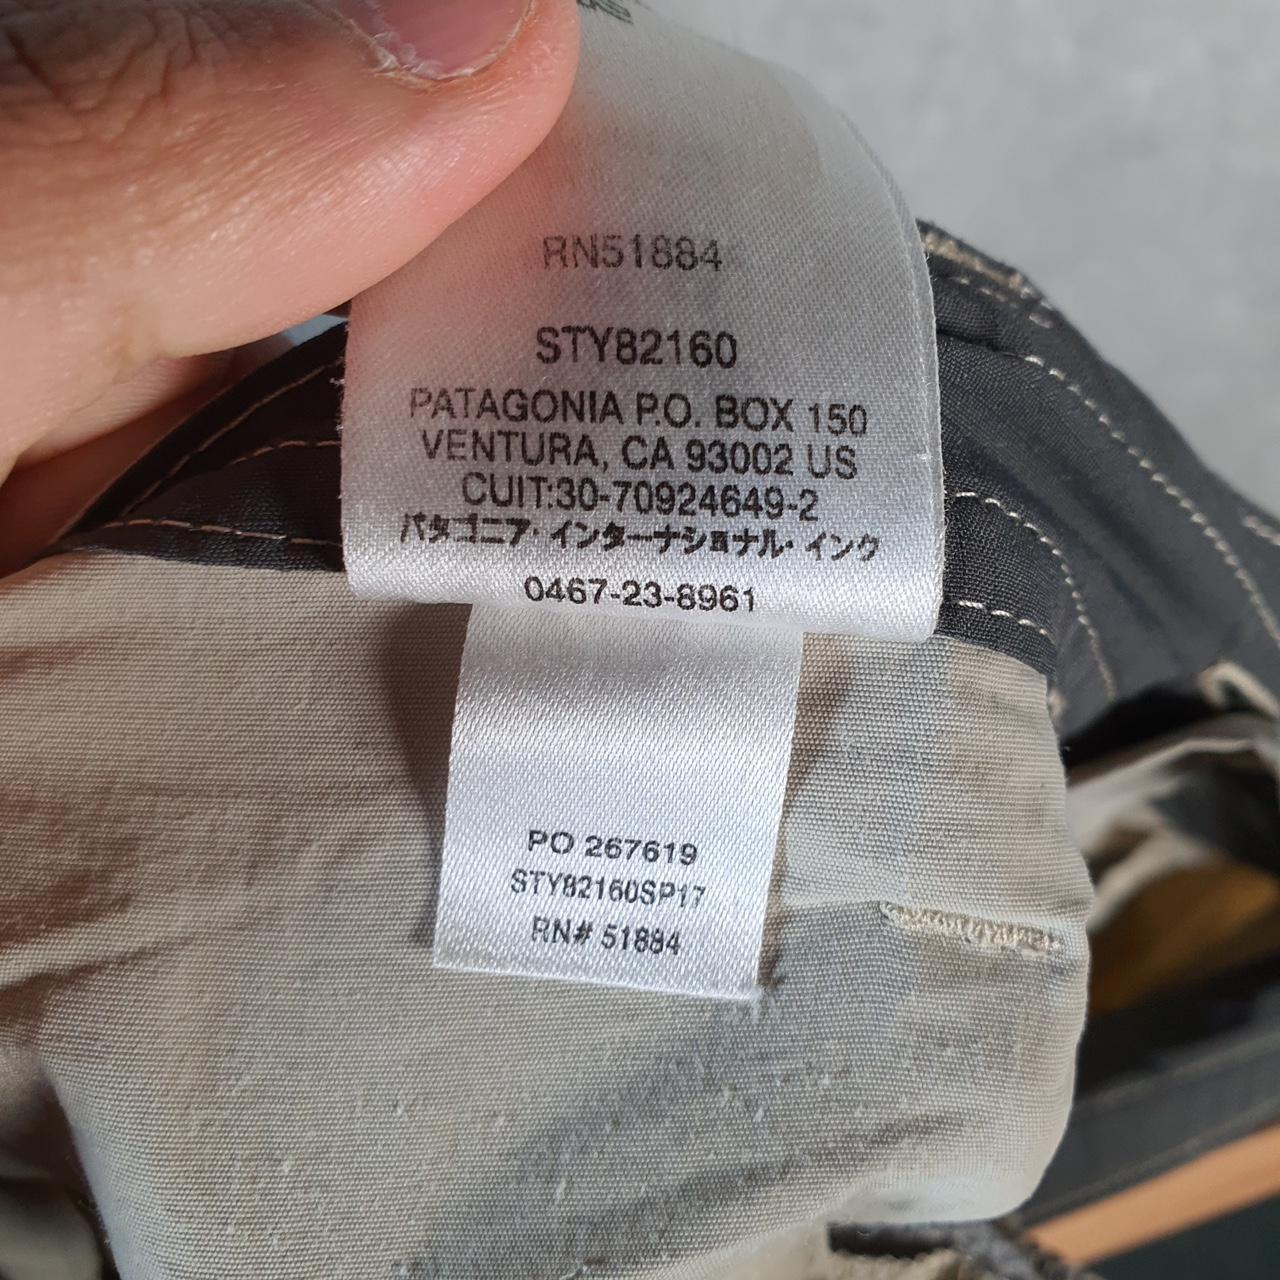 RN51884
STY82160
PATAGONIA P.O. BOX 150
VENTURA, CA 93002 US
CUIT:30-70924649-2
パタゴニア・インターナショナル・インク
0467-23-8961
PO 267619
STY82160SP17
RN# 51884